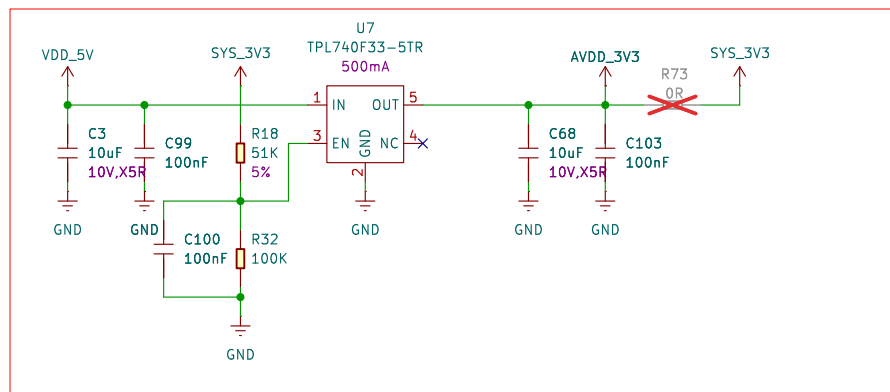 U7
TPL740F33-5TR
500mA
VDD_5V
SYS_3V3
AVDD_3V3
SYS_3V3
R73
0R
1
IN
OUT
5
3
EN
GND
NC
4
2
C3
10uF
10V,X5R
C99
100nF
R18
51K
5%
C68
10uF
10V,X5R
C103
100nF
GND
GND
GND
GND
GND
C100
100nF
R32
100K
GND